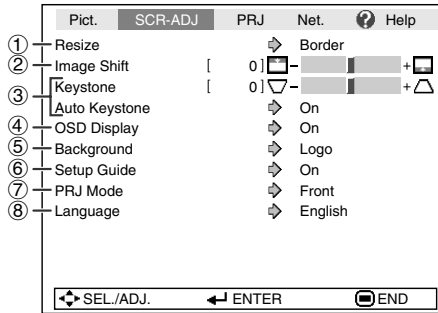 Pict. SCR-ADJ PRJ Net. ? Help
① Resize Border
② Image Shift [ 0 ] – +
③ Keystone [ 0 ] – +
Auto Keystone On
④ OSD Display On
⑤ Background Logo
⑥ Setup Guide On
⑦ PRJ Mode Front
⑧ Language English
SEL./ADJ. ENTER END